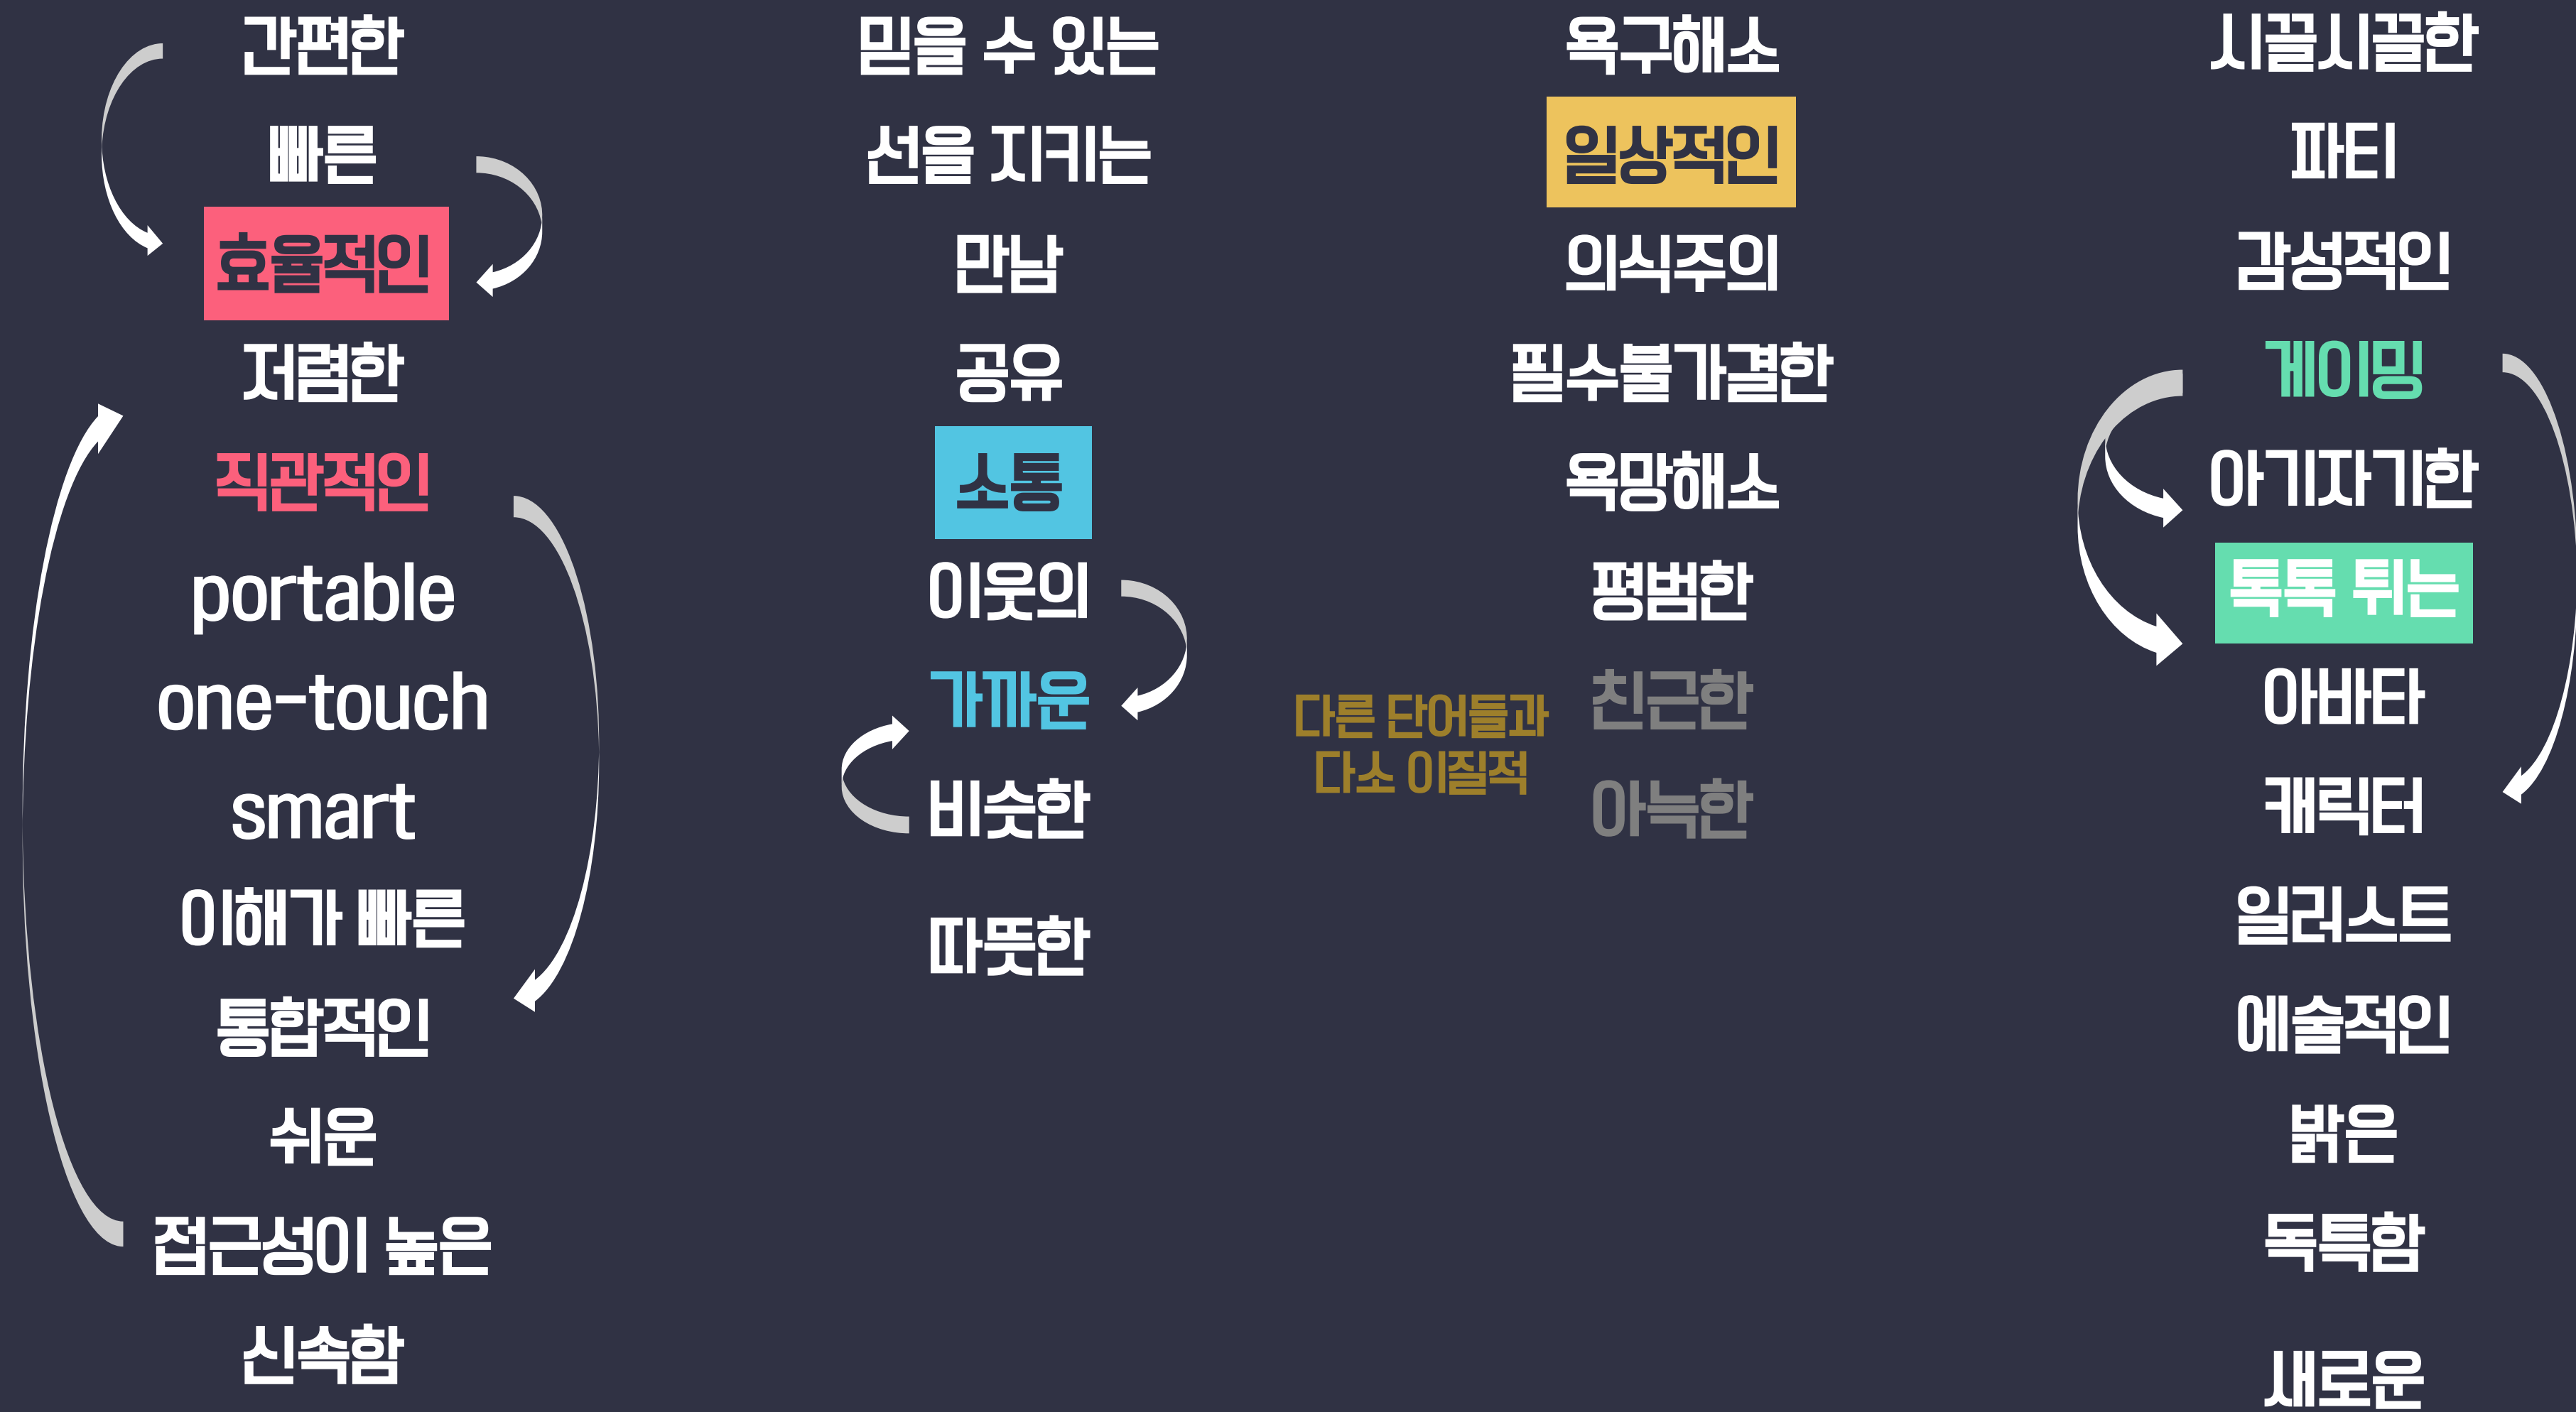 간편한
빠른
효율적인
저렴한
직관적인
portable
one-touch
smart
이해가 빠른
통합적인
쉬운
접근성이 높은
신속함
믿을 수 있는
선을 지키는
만남
공유
소통
이웃의
가까운
비슷한
따뜻한
욕구해소
일상적인
의식주의
필수불가결한
욕망해소
평범한
친근한
아늑한
다른 단어들과
다소 이질적
시끌시끌한
파티
감성적인
게이밍
아기자기한
톡톡 튀는
아바타
캐릭터
일러스트
예술적인
밝은
독특함
새로운